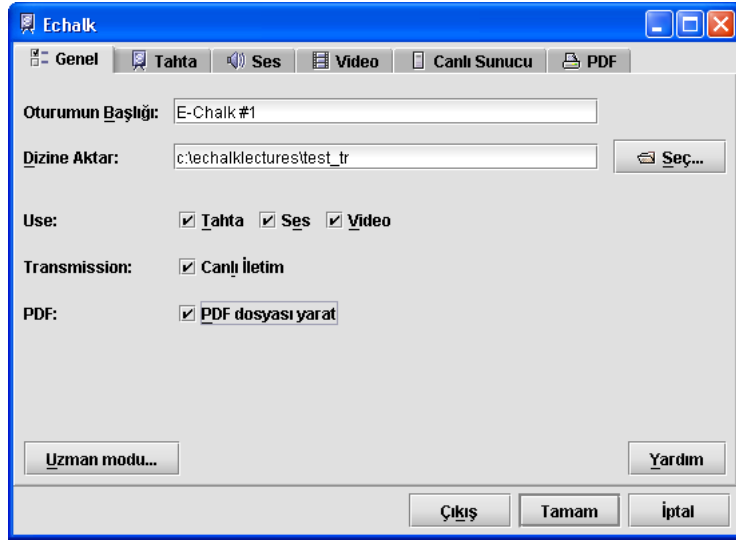 Echalk
Genel Tahta Ses Video Canlı Sunucu PDF
Oturumun Başlığı: E-Chalk #1
Dizine Aktar: c:\echalklectures\test_tr Seç...
Use: Tahta Ses Video
Transmission: Canlı İletim
PDF: PDF dosyası yarat
Uzman modu... Yardım
Çıkış Tamam İptal